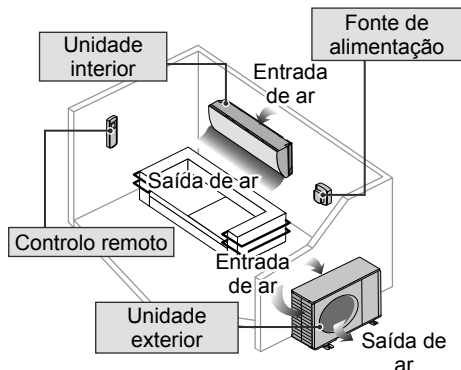 Fonte de
alimentação
Unidade
interior
Entrada
de ar
Saída de ar
Controlo remoto
Entrada
de ar
Unidade
exterior
Saída de
ar